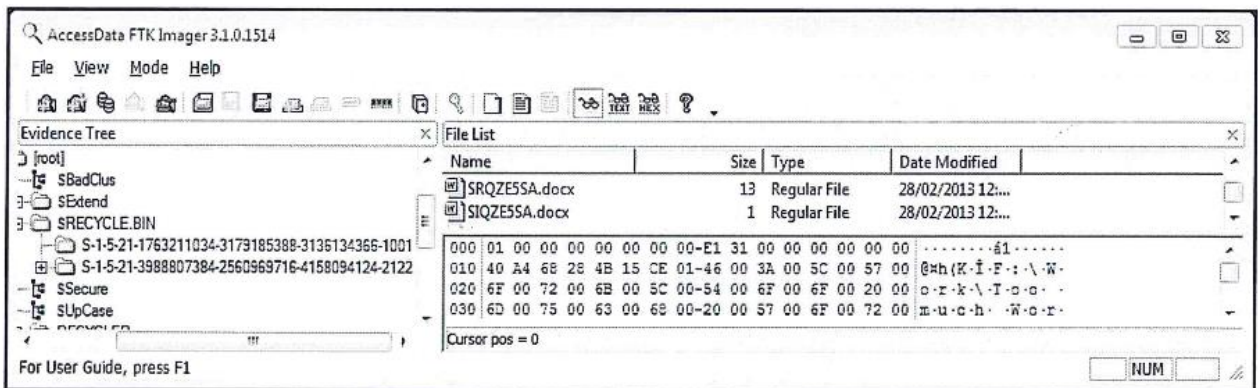 AccessData FTK Imager 3.1.0.1514
File View Mode Help
TEXT HEX ?
Evidence Tree
[root]
$BadClus
$Extend
$RECYCLE.BIN
S-1-5-21-1763211034-3179185388-3136134366-1001
S-1-5-21-3988807384-2560969716-4158094124-2122
$Secure
$UpCase
File List
Name Size Type Date Modified
$RQZE5SA.docx 13 Regular File 28/02/2013 12:...
$IQZE5SA.docx 1 Regular File 28/02/2013 12:...
000 01 00 00 00 00 00 00 00-E1 31 00 00 00 00 00 00 ········á1······
010 40 A4 68 28 4B 15 CE 01-46 00 3A 00 5C 00 57 00 @¤h(K·Î·F·:·\·W·
020 6F 00 72 00 6B 00 5C 00-54 00 6F 00 6F 00 20 00 o·r·k·\·T·o·o· ·
030 6D 00 75 00 63 00 68 00-20 00 57 00 6F 00 72 00 m·u·c·h· ·W·o·r·
Cursor pos = 0
For User Guide, press F1
NUM